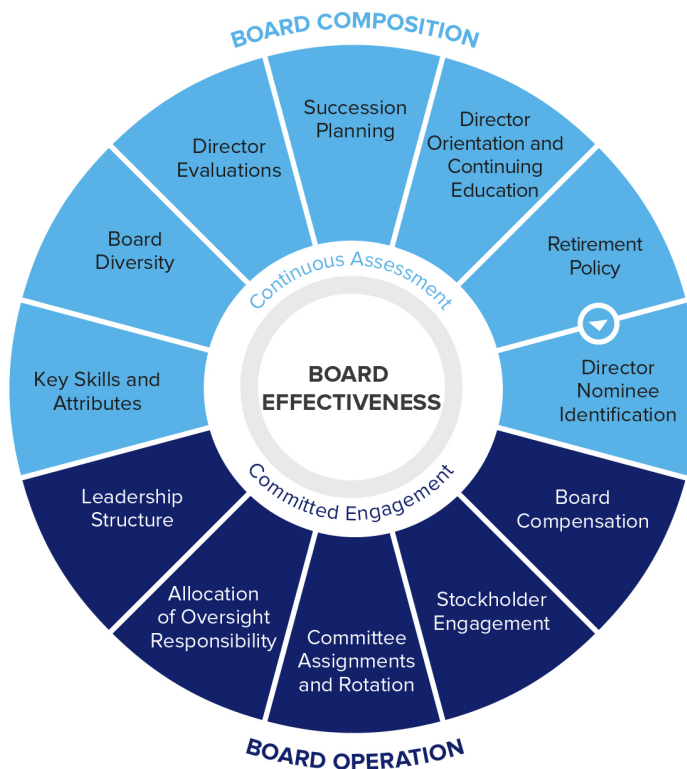 BOARD COMPOSITION
Succession
Planning
Director
Orientation and
Continuing
Education
Director
Evaluations
Retirement
Policy
Board
Diversity
Continuous Assessment
Key Skills and
Attributes
BOARD
EFFECTIVENESS
Director
Nominee
Identification
Committed Engagement
Leadership
Structure
Board
Compensation
Allocation
of Oversight
Responsibility
Stockholder
Engagement
Committee
Assignments
and Rotation
BOARD OPERATION